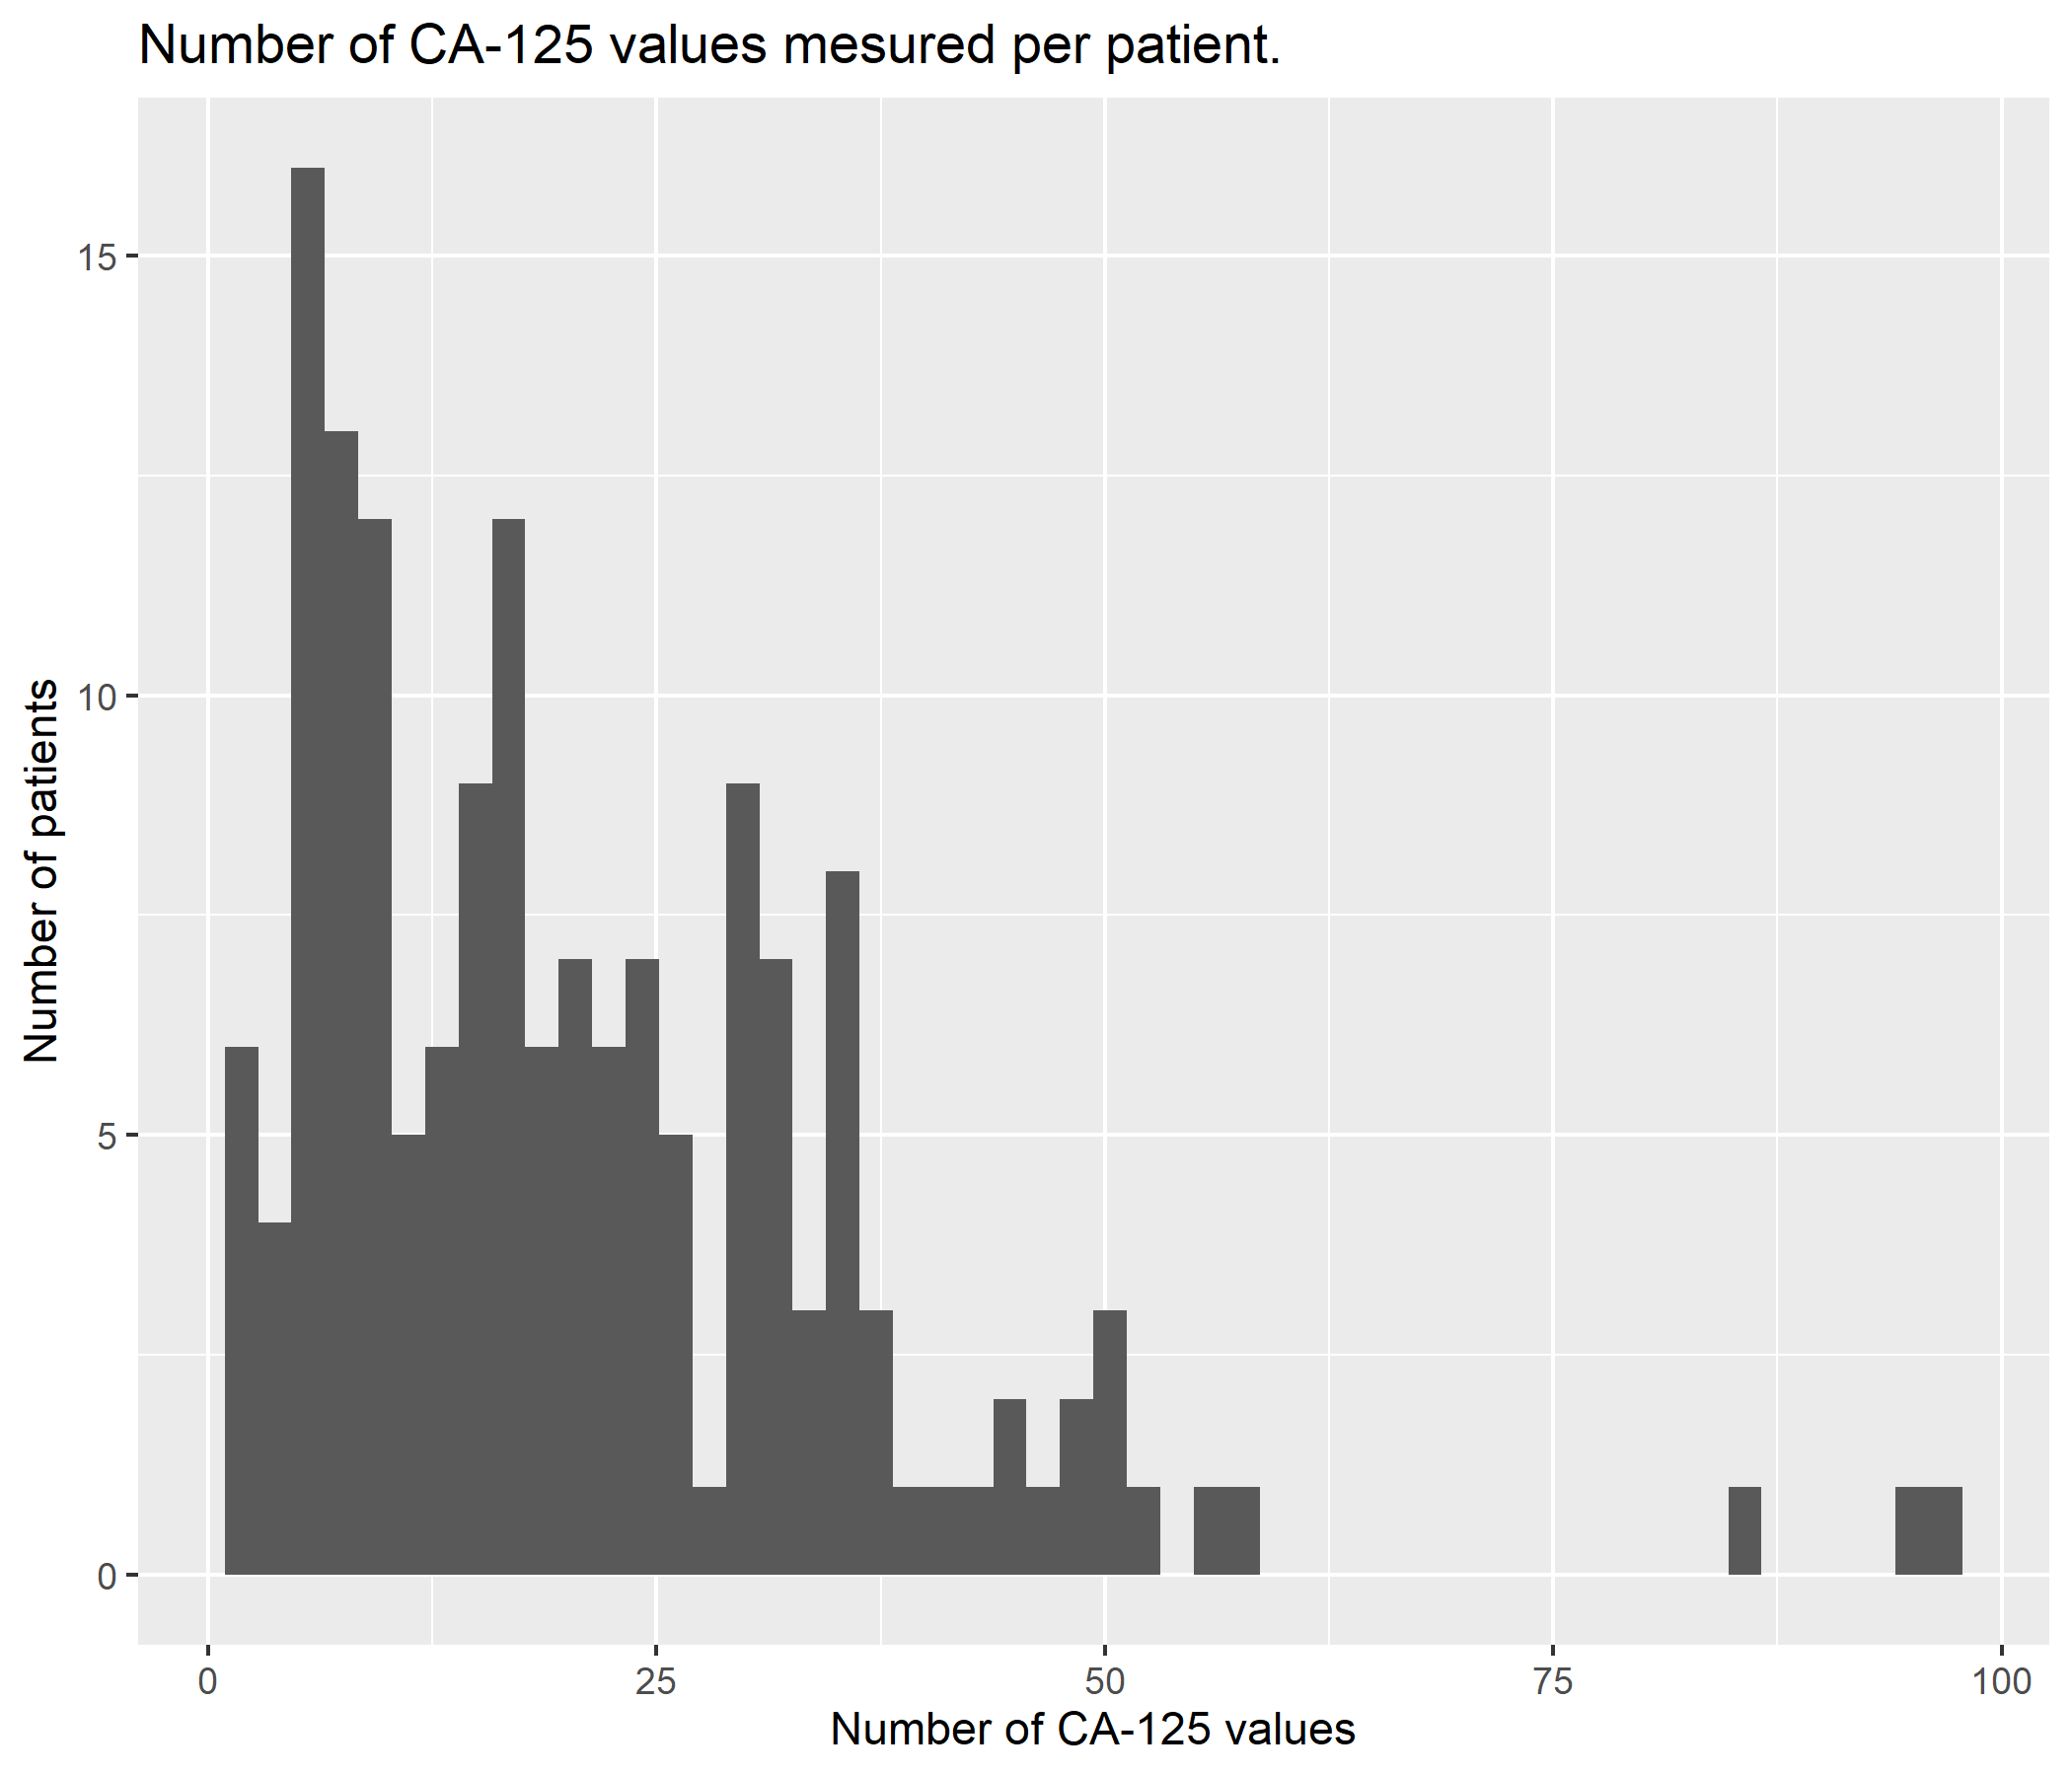 Number of CA-125 values mesured per patient.
15
10
5
0
Number of patients
0 25 50 75 100
Number of CA-125 values